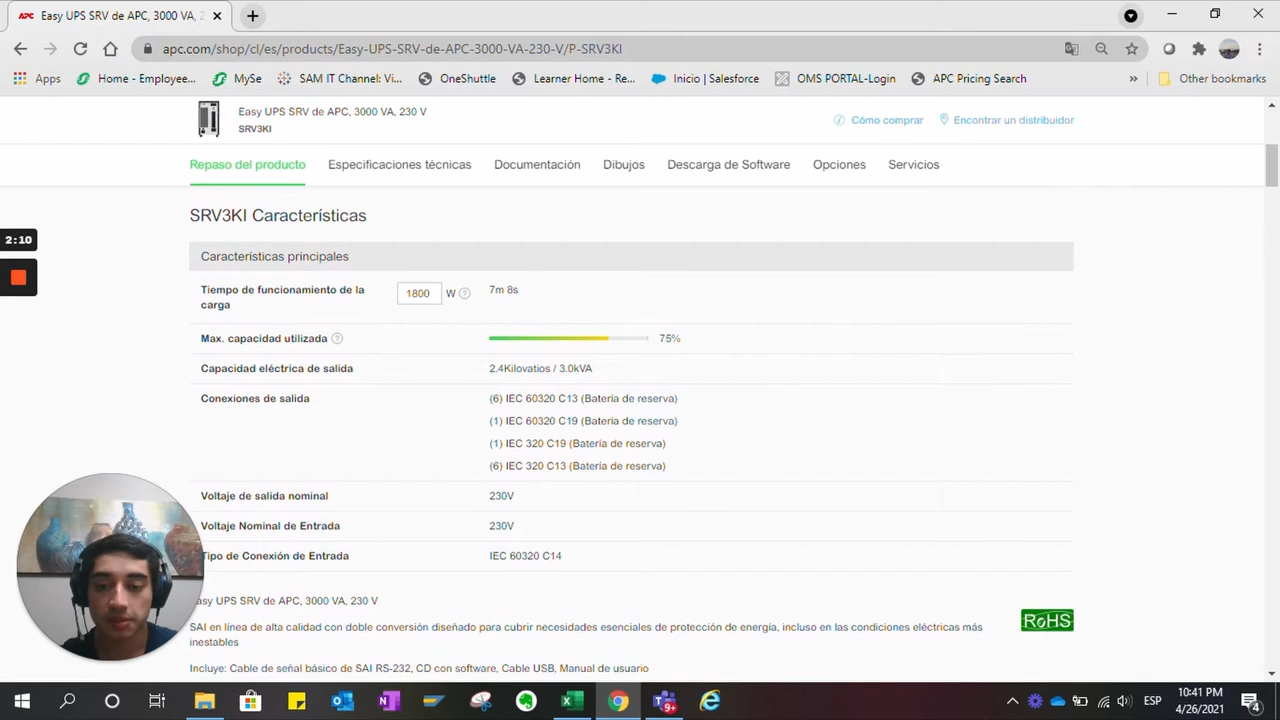 APC Easy UPS SRV de APC, 3000 VA, 2
apc.com/shop/cl/es/products/Easy-UPS-SRV-de-APC-3000-VA-230-V/P-SRV3KI
Apps Home - Employee... MySe SAM IT Channel: Vi... OneShuttle Learner Home - Re... Inicio | Salesforce OMS PORTAL-Login APC Pricing Search » Other bookmarks
Easy UPS SRV de APC, 3000 VA, 230 V
SRV3KI
Cómo comprar Encontrar un distribuidor
Repaso del producto Especificaciones técnicas Documentación Dibujos Descarga de Software Opciones Servicios
SRV3KI Características
2:10
Características principales
Tiempo de funcionamiento de la
carga
1800 W ? 7m 8s
Max. capacidad utilizada ? 75%
Capacidad eléctrica de salida 2.4Kilovatios / 3.0kVA
Conexiones de salida (6) IEC 60320 C13 (Batería de reserva)
(1) IEC 60320 C19 (Batería de reserva)
(1) IEC 320 C19 (Batería de reserva)
(6) IEC 320 C13 (Batería de reserva)
Voltaje de salida nominal 230V
Voltaje Nominal de Entrada 230V
Tipo de Conexión de Entrada IEC 60320 C14
Easy UPS SRV de APC, 3000 VA, 230 V
SAI en línea de alta calidad de doble conversión diseñado para cubrir necesidades esenciales de protección de energía, incluso en las condiciones eléctricas más
inestables
RoHS
Incluye: Cable de señal básico de SAI RS-232, CD con software, Cable USB, Manual de usuario
9+
ESP
10:41 PM
4/26/2021
4